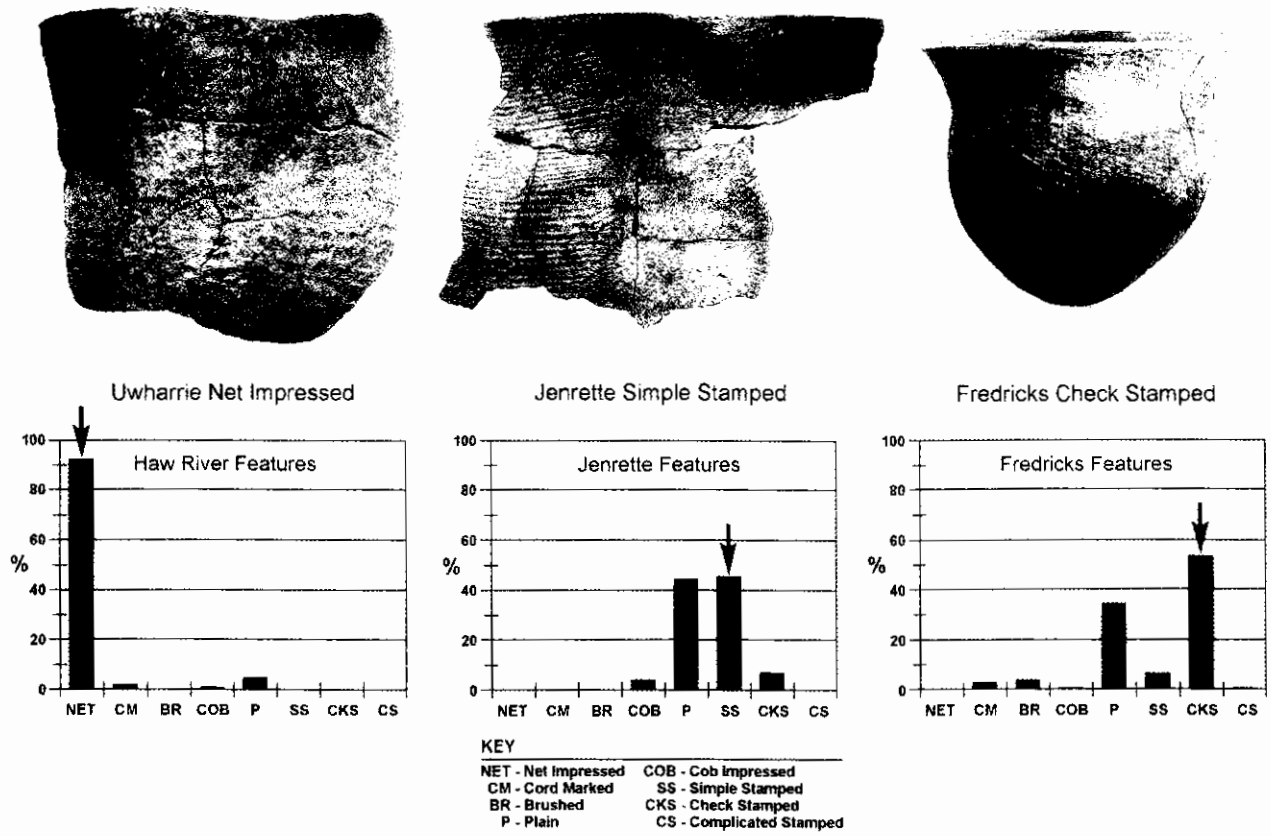 Uwharrie Net Impressed
Jenrette Simple Stamped
Fredricks Check Stamped
100
80
60
%
40
20
0
Haw River Features
NET CM BR COB P SS CKS CS
100
80
60
%
40
20
0
Jenrette Features
NET CM BR COB P SS CKS CS
100
80
60
%
40
20
0
Fredricks Features
NET CM BR COB P SS CKS CS
KEY
NET - Net Impressed COB - Cob Impressed
CM - Cord Marked SS - Simple Stamped
BR - Brushed CKS - Check Stamped
P - Plain CS - Complicated Stamped